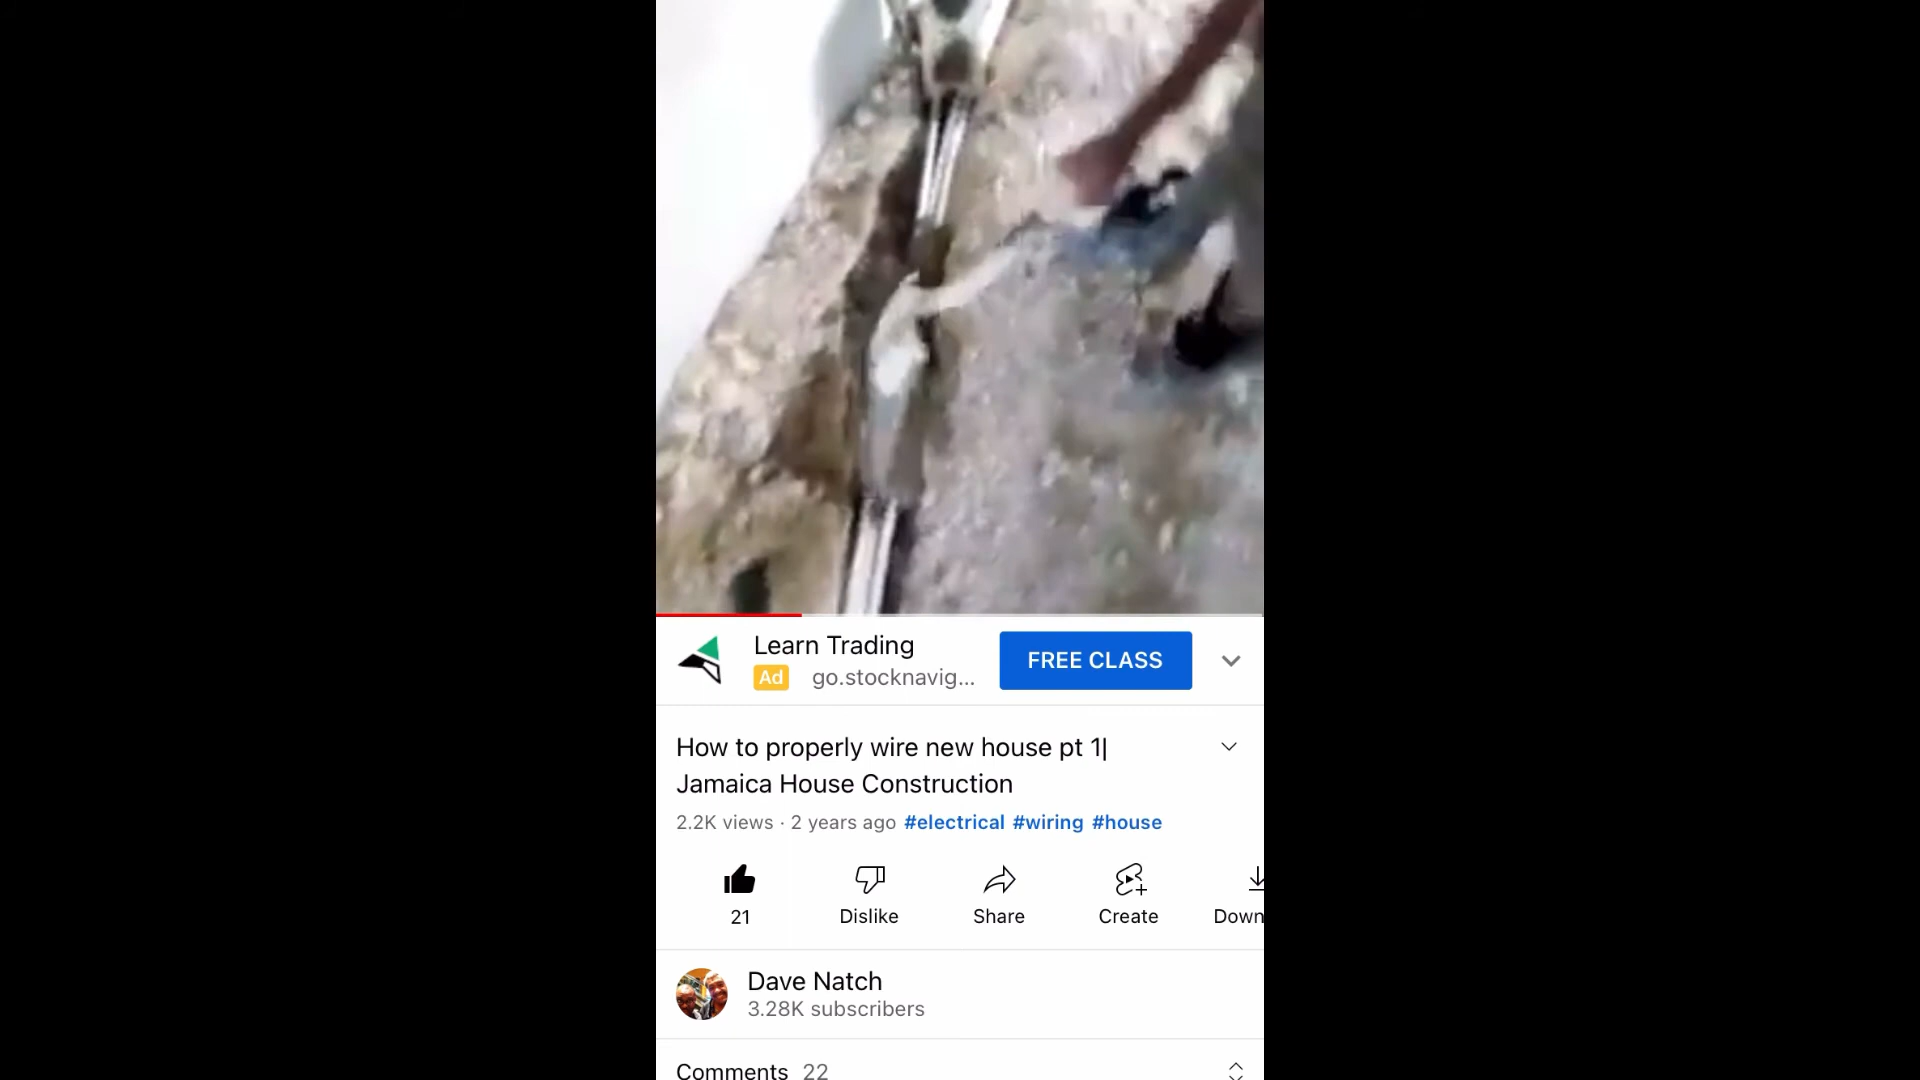 Learn Trading
Ad go.stocknavig...
FREE CLASS
How to properly wire new house pt 1|
Jamaica House Construction
2.2K views · 2 years ago #electrical #wiring #house
21 Dislike Share Create Down
Dave Natch
3.28K subscribers
Comments 22